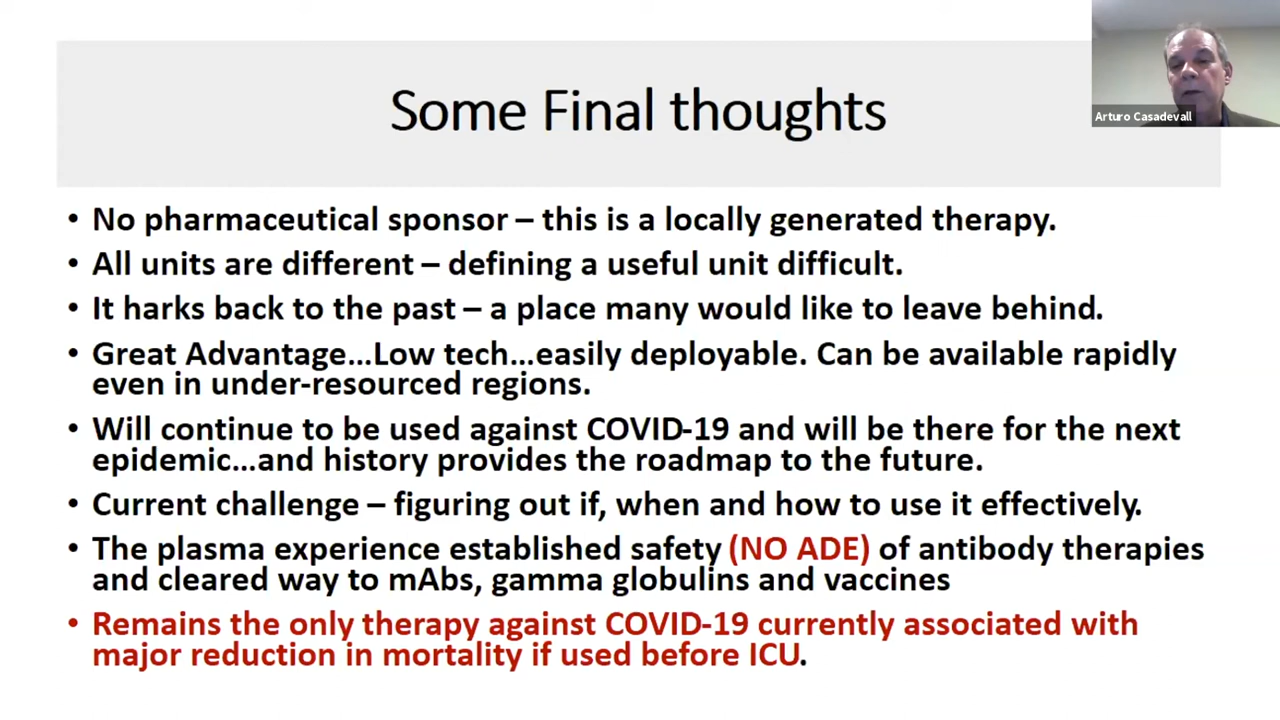 Some Final thoughts
Arturo Casadevall
• No pharmaceutical sponsor – this is a locally generated therapy.
• All units are different – defining a useful unit difficult.
• It harks back to the past – a place many would like to leave behind.
• Great Advantage…Low tech…easily deployable. Can be available rapidly
even in under-resourced regions.
• Will continue to be used against COVID-19 and will be there for the next
epidemic…and history provides the roadmap to the future.
• Current challenge – figuring out if, when and how to use it effectively.
• The plasma experience established safety (NO ADE) of antibody therapies
and cleared way to mAbs, gamma globulins and vaccines
• Remains the only therapy against COVID-19 currently associated with
major reduction in mortality if used before ICU.